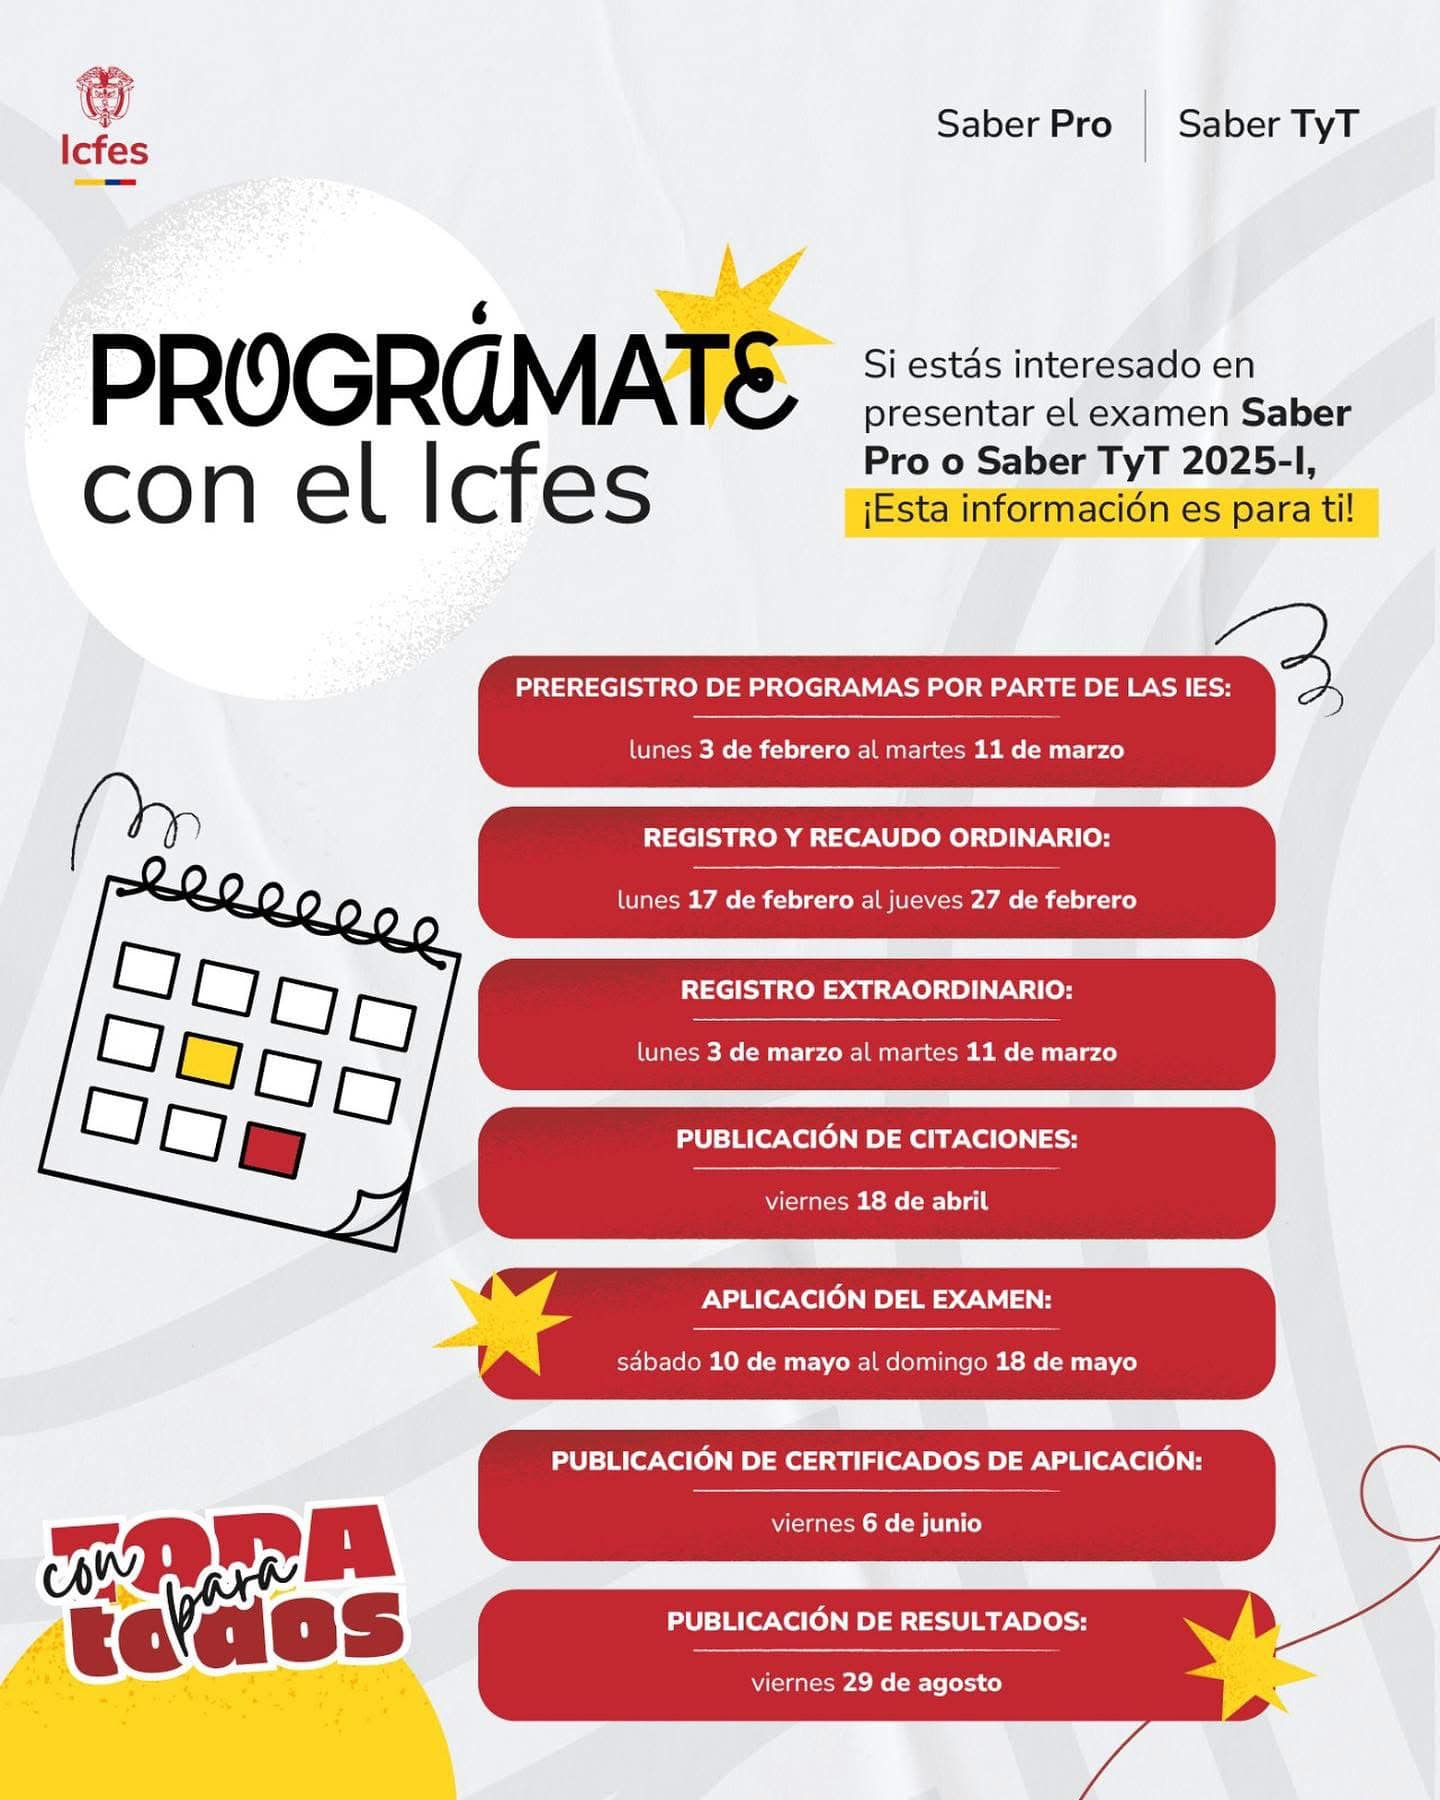 Icfes
Saber Pro | Saber TyT
PROGRÁMATE
con el Icfes
Si estás interesado en
presentar el examen Saber
Pro o Saber TyT 2025-I,
¡Esta información es para ti!
PREREGISTRO DE PROGRAMAS POR PARTE DE LAS IES:
lunes 3 de febrero al martes 11 de marzo
REGISTRO Y RECAUDO ORDINARIO:
lunes 17 de febrero al jueves 27 de febrero
REGISTRO EXTRAORDINARIO:
lunes 3 de marzo al martes 11 de marzo
PUBLICACIÓN DE CITACIONES:
viernes 18 de abril
APLICACIÓN DEL EXAMEN:
sábado 10 de mayo al domingo 18 de mayo
PUBLICACIÓN DE CERTIFICADOS DE APLICACIÓN:
viernes 6 de junio
PUBLICACIÓN DE RESULTADOS:
viernes 29 de agosto
con TODA
para todos